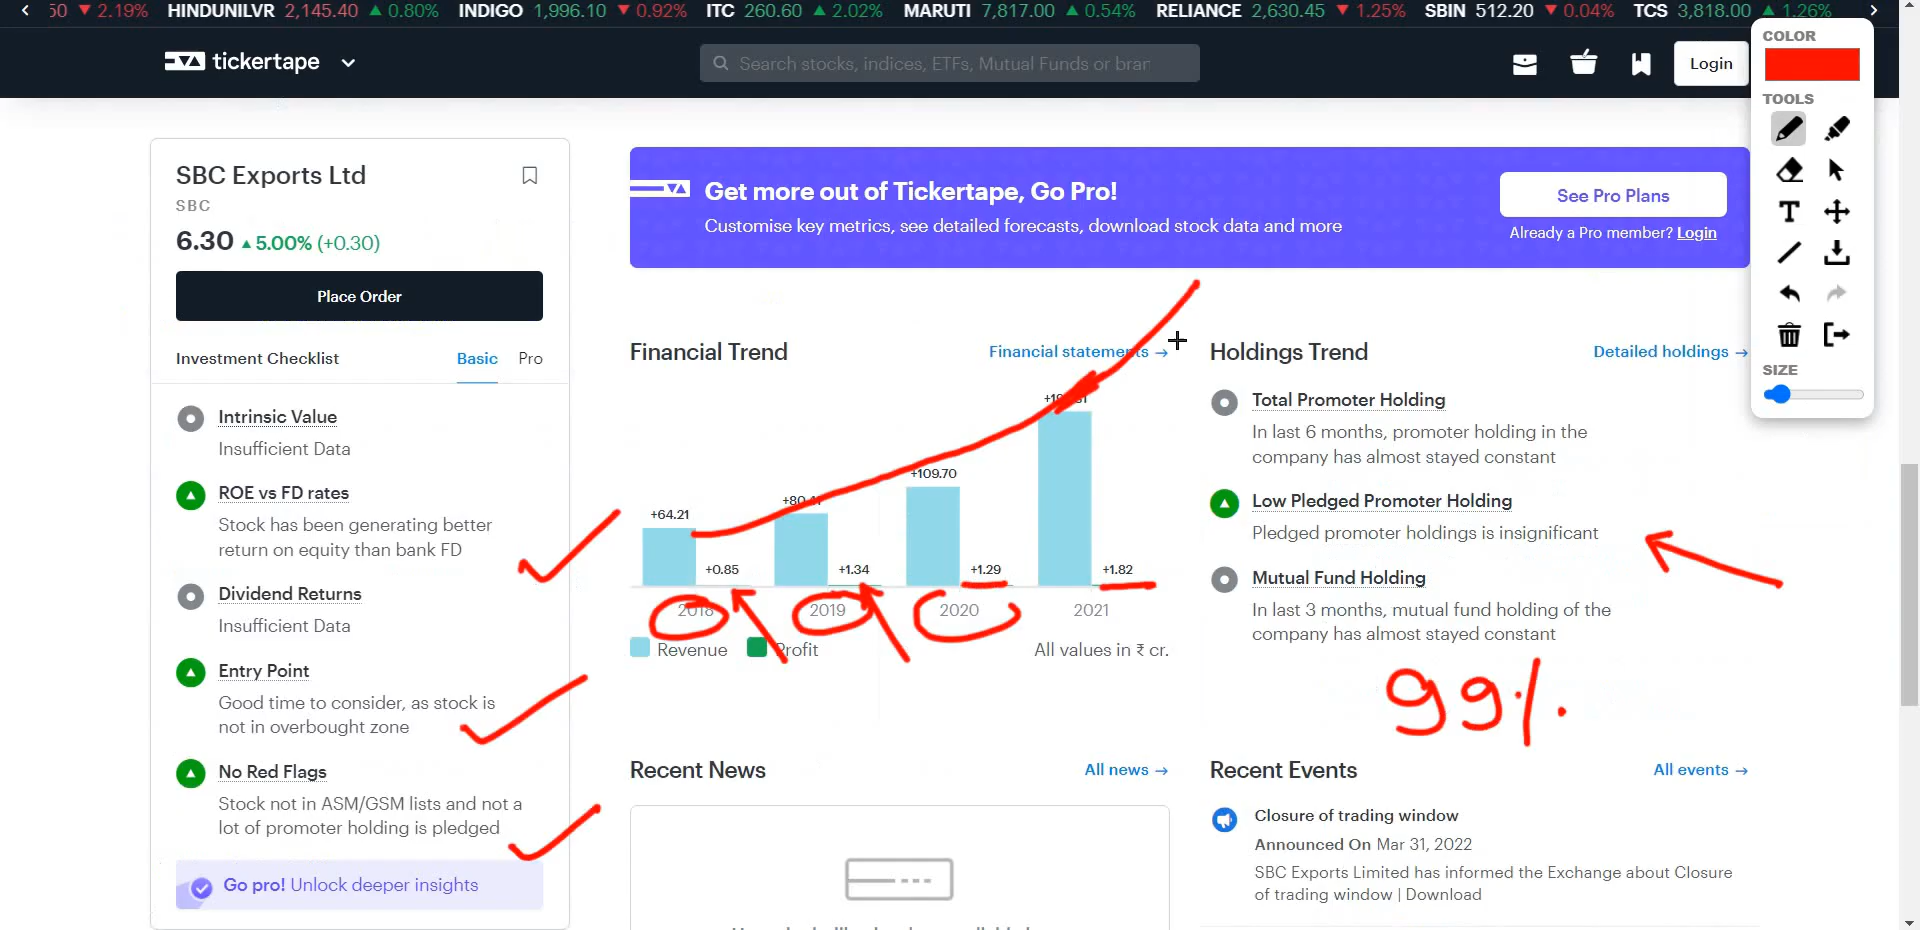 50 ▼ 2.19% HINDUNILVR 2,145.40 ▲ 0.80% INDIGO 1,996.10 ▼ 0.92% ITC 260.60 ▲ 2.02% MARUTI 7,817.00 ▲ 0.54% RELIANCE 2,630.45 ▼ 1.25% SBIN 512.20 ▼ 0.04% TCS 3,818.00 ▲ 1.26%
tickertape
Search stocks, indices, ETFs, Mutual Funds or bran
Login
COLOR
TOOLS
SIZE
SBC Exports Ltd
SBC
6.30 ▲ 5.00% (+0.30)
Place Order
Investment Checklist Basic Pro
Intrinsic Value
Insufficient Data
ROE vs FD rates
Stock has been generating better
return on equity than bank FD
Dividend Returns
Insufficient Data
Entry Point
Good time to consider, as stock is
not in overbought zone
No Red Flags
Stock not in ASM/GSM lists and not a
lot of promoter holding is pledged
Go pro! Unlock deeper insights
Get more out of Tickertape, Go Pro!
Customise key metrics, see detailed forecasts, download stock data and more
See Pro Plans
Already a Pro member? Login
Financial Trend
Financial statements →
+109.70
+64.21
+0.85
+1.34
+1.29
+1.82
2018 2019 2020 2021
Revenue Profit All values in ₹ cr.
Holdings Trend
Detailed holdings →
Total Promoter Holding
In last 6 months, promoter holding in the
company has almost stayed constant
Low Pledged Promoter Holding
Pledged promoter holdings is insignificant
Mutual Fund Holding
In last 3 months, mutual fund holding of the
company has almost stayed constant
99%
Recent News
All news →
Recent Events
All events →
Closure of trading window
Announced On Mar 31, 2022
SBC Exports Limited has informed the Exchange about Closure
of trading window | Download